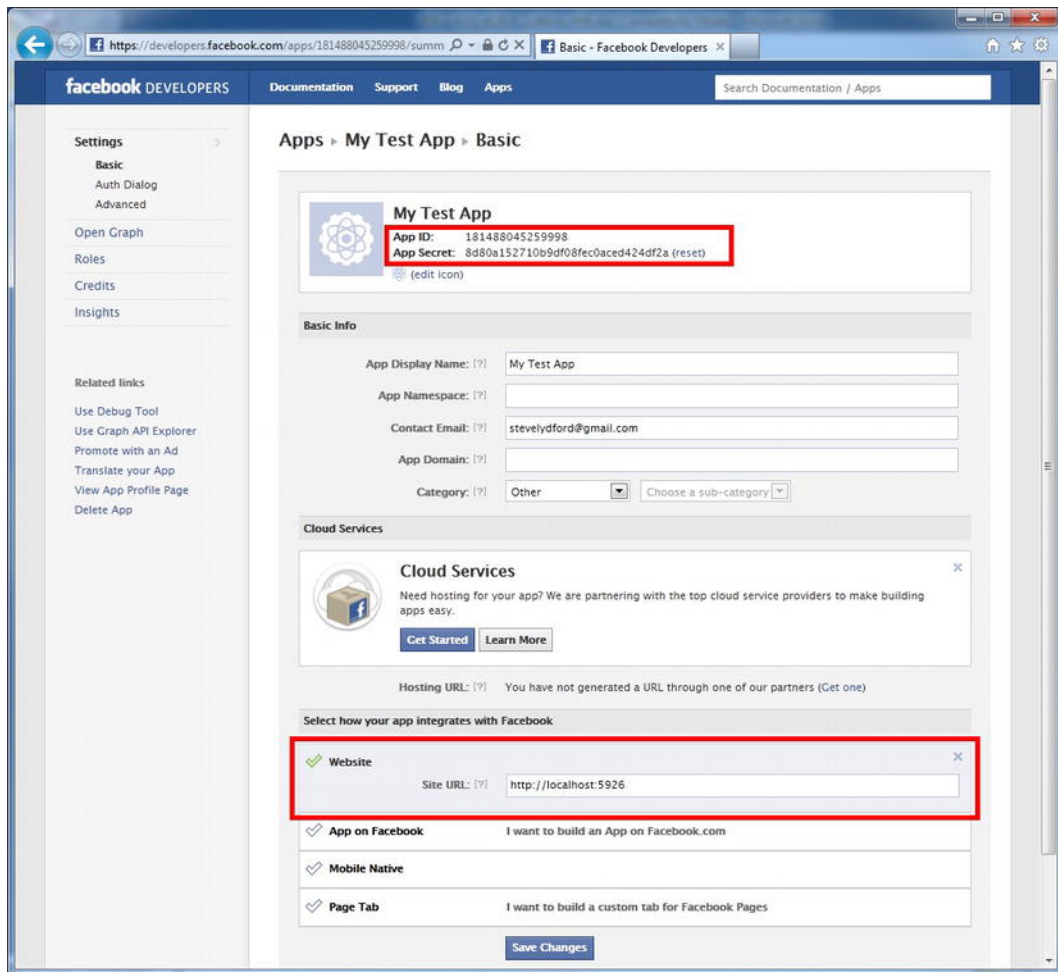 https://developers.facebook.com/apps/181488045259998/summ
Basic - Facebook Developers
facebook DEVELOPERS
Documentation Support Blog Apps
Search Documentation / Apps
Settings
Basic
Auth Dialog
Advanced
Open Graph
Roles
Credits
Insights
Related links
Use Debug Tool
Use Graph API Explorer
Promote with an Ad
Translate your App
View App Profile Page
Delete App
Apps ▸ My Test App ▸ Basic
My Test App
App ID: 181488045259998
App Secret: 8d80a152710b9df08fec0aced424df2a (reset)
(edit icon)
Basic Info
App Display Name: [?] My Test App
App Namespace: [?]
Contact Email: [?] stevelydford@gmail.com
App Domain: [?]
Category: [?] Other Choose a sub-category
Cloud Services
Cloud Services
Need hosting for your app? We are partnering with the top cloud service providers to make building
apps easy.
Get Started Learn More
Hosting URL: [?] You have not generated a URL through one of our partners (Get one)
Select how your app integrates with Facebook
Website
Site URL: [?] http://localhost:5926
App on Facebook I want to build an App on Facebook.com
Mobile Native
Page Tab I want to build a custom tab for Facebook Pages
Save Changes